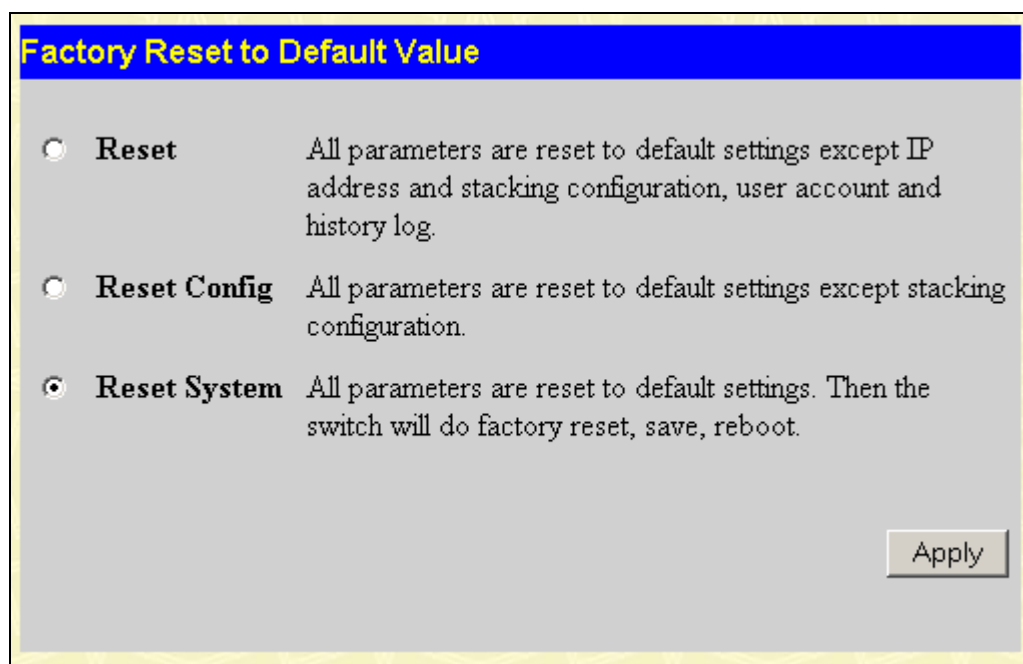 Factory Reset to Default Value
Reset All parameters are reset to default settings except IP
address and stacking configuration, user account and
history log.
Reset Config All parameters are reset to default settings except stacking
configuration.
Reset System All parameters are reset to default settings. Then the
switch will do factory reset, save, reboot.
Apply